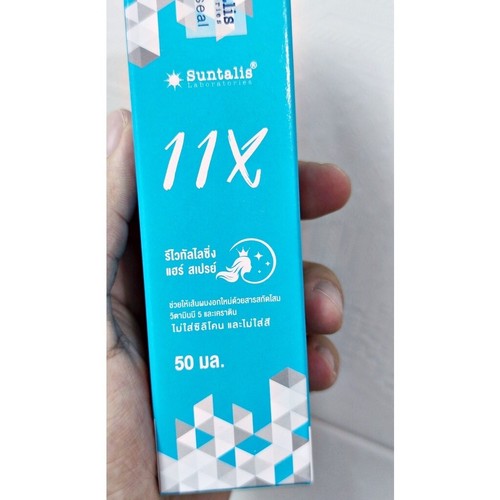 Suntalis®
Laboratories
11X
รีไวทัลไลซิ่ง
แฮร์ สเปรย์
ช่วยให้เส้นผมงอกใหม่ด้วยสารสกัดโสม
วิตามินบี 5 และเคราติน
ไม่ใส่ซิลิโคน และไม่ใส่สี
50 มล.